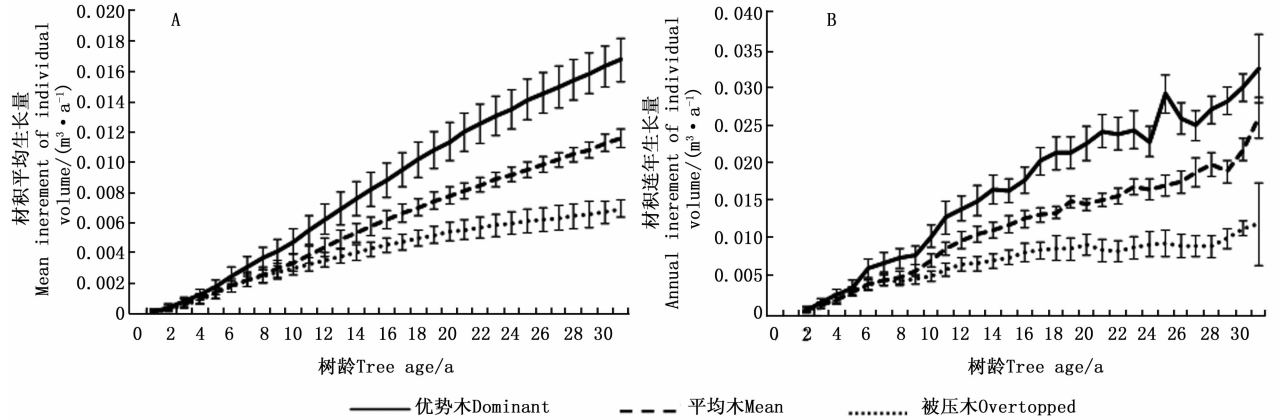 A
材积平均生长量
Mean inerement of individual
volume/(m³·a⁻¹)
0.020
0.018
0.016
0.014
0.012
0.010
0.008
0.006
0.004
0.002
0
0 2 4 6 8 10 12 14 16 18 20 22 24 26 28 30
树龄Tree age/a
B
材积连年生长量
Annual inerement of individual
volume/(m³·a⁻¹)
0.040
0.035
0.030
0.025
0.020
0.015
0.010
0.005
0
0 2 4 6 8 10 12 14 16 18 20 22 24 26 28 30
树龄Tree age/a
优势木Dominant 平均木Mean 被压木Overtopped